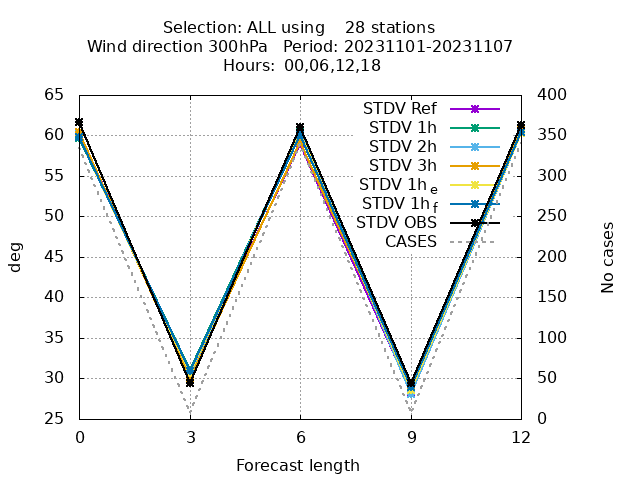 Selection: ALL using    28 stations
Wind direction 300hPa   Period: 20231101-20231107
Hours:  00,06,12,18
STDV Ref
STDV 1h
STDV 2h
STDV 3h
STDV 1h e
STDV 1h f
STDV OBS
CASES
65
60
55
50
45
40
35
30
25
deg
400
350
300
250
200
150
100
50
0
No cases
0 3 6 9 12
Forecast length